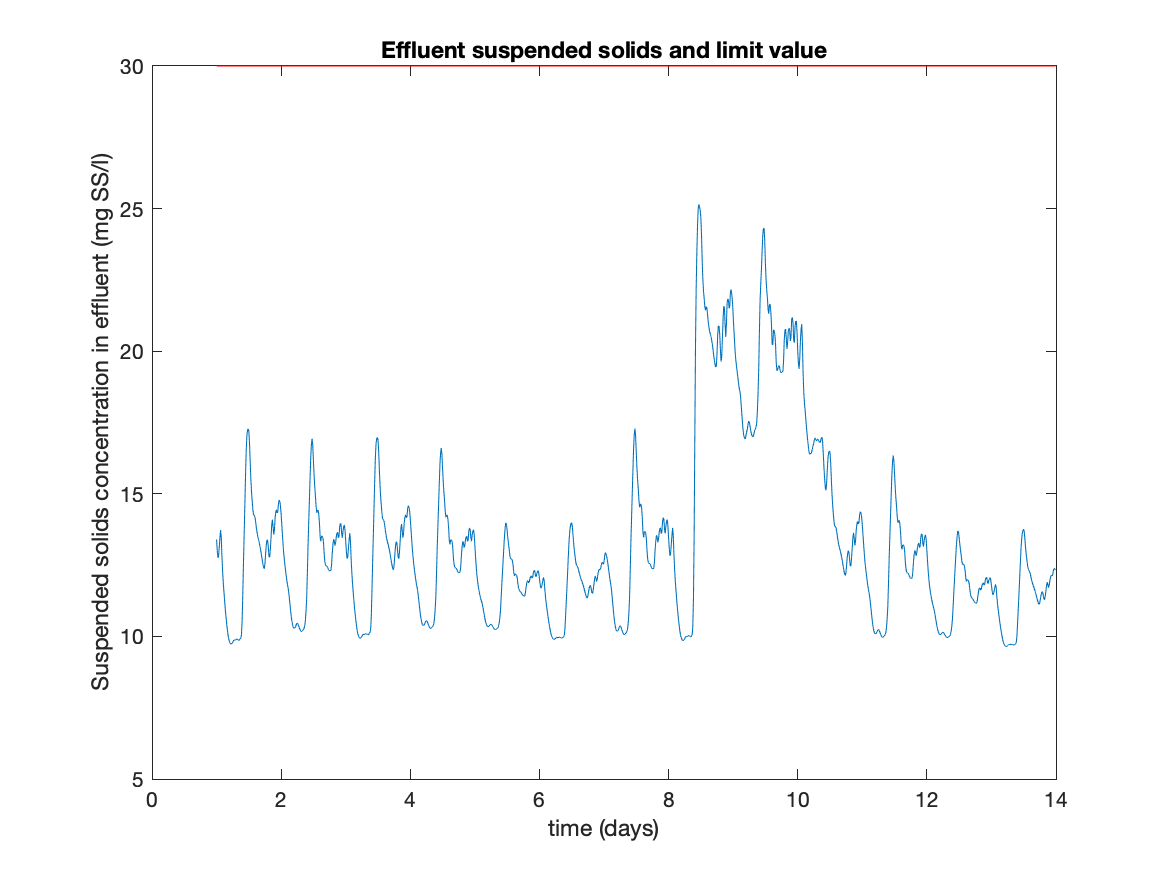 Effluent suspended solids and limit value
30
25
20
15
10
5
Suspended solids concentration in effluent (mg SS/l)
0 2 4 6 8 10 12 14
time (days)